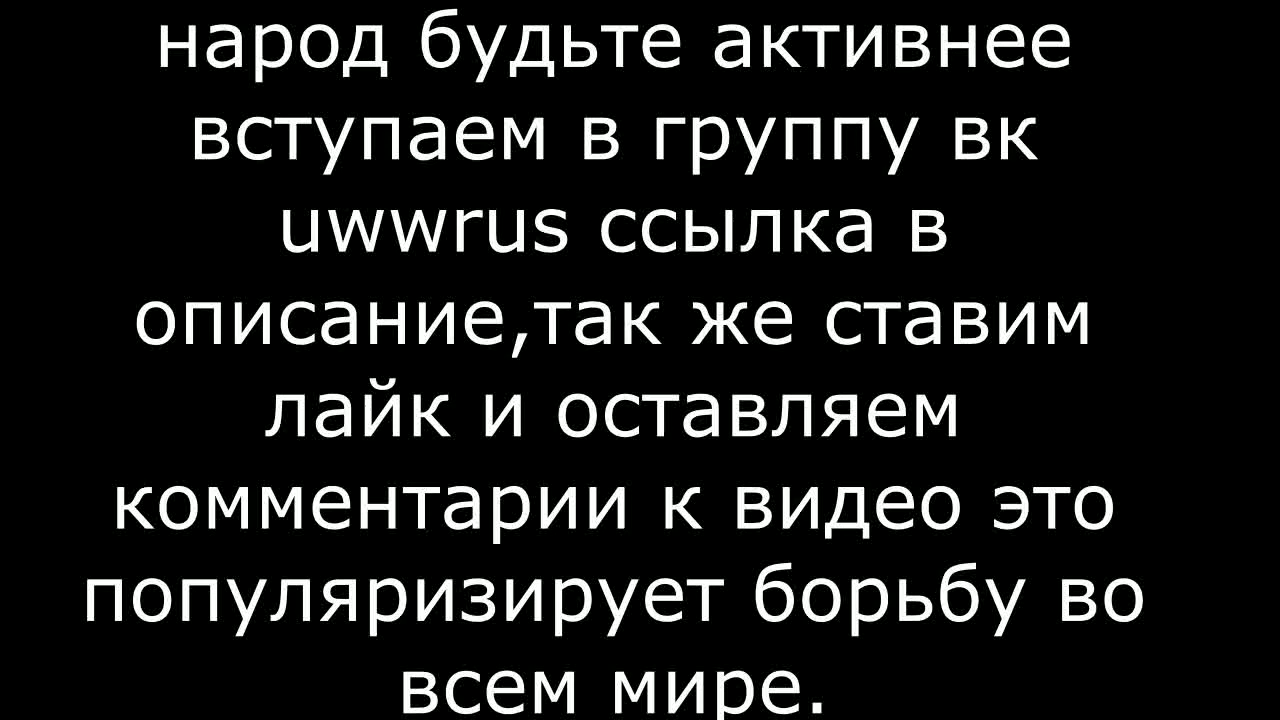 народ будьте активнее
вступаем в группу вк
uwwrus ссылка в
описание,так же ставим
лайк и оставляем
комментарии к видео это
популяризирует борьбу во
всем мире.